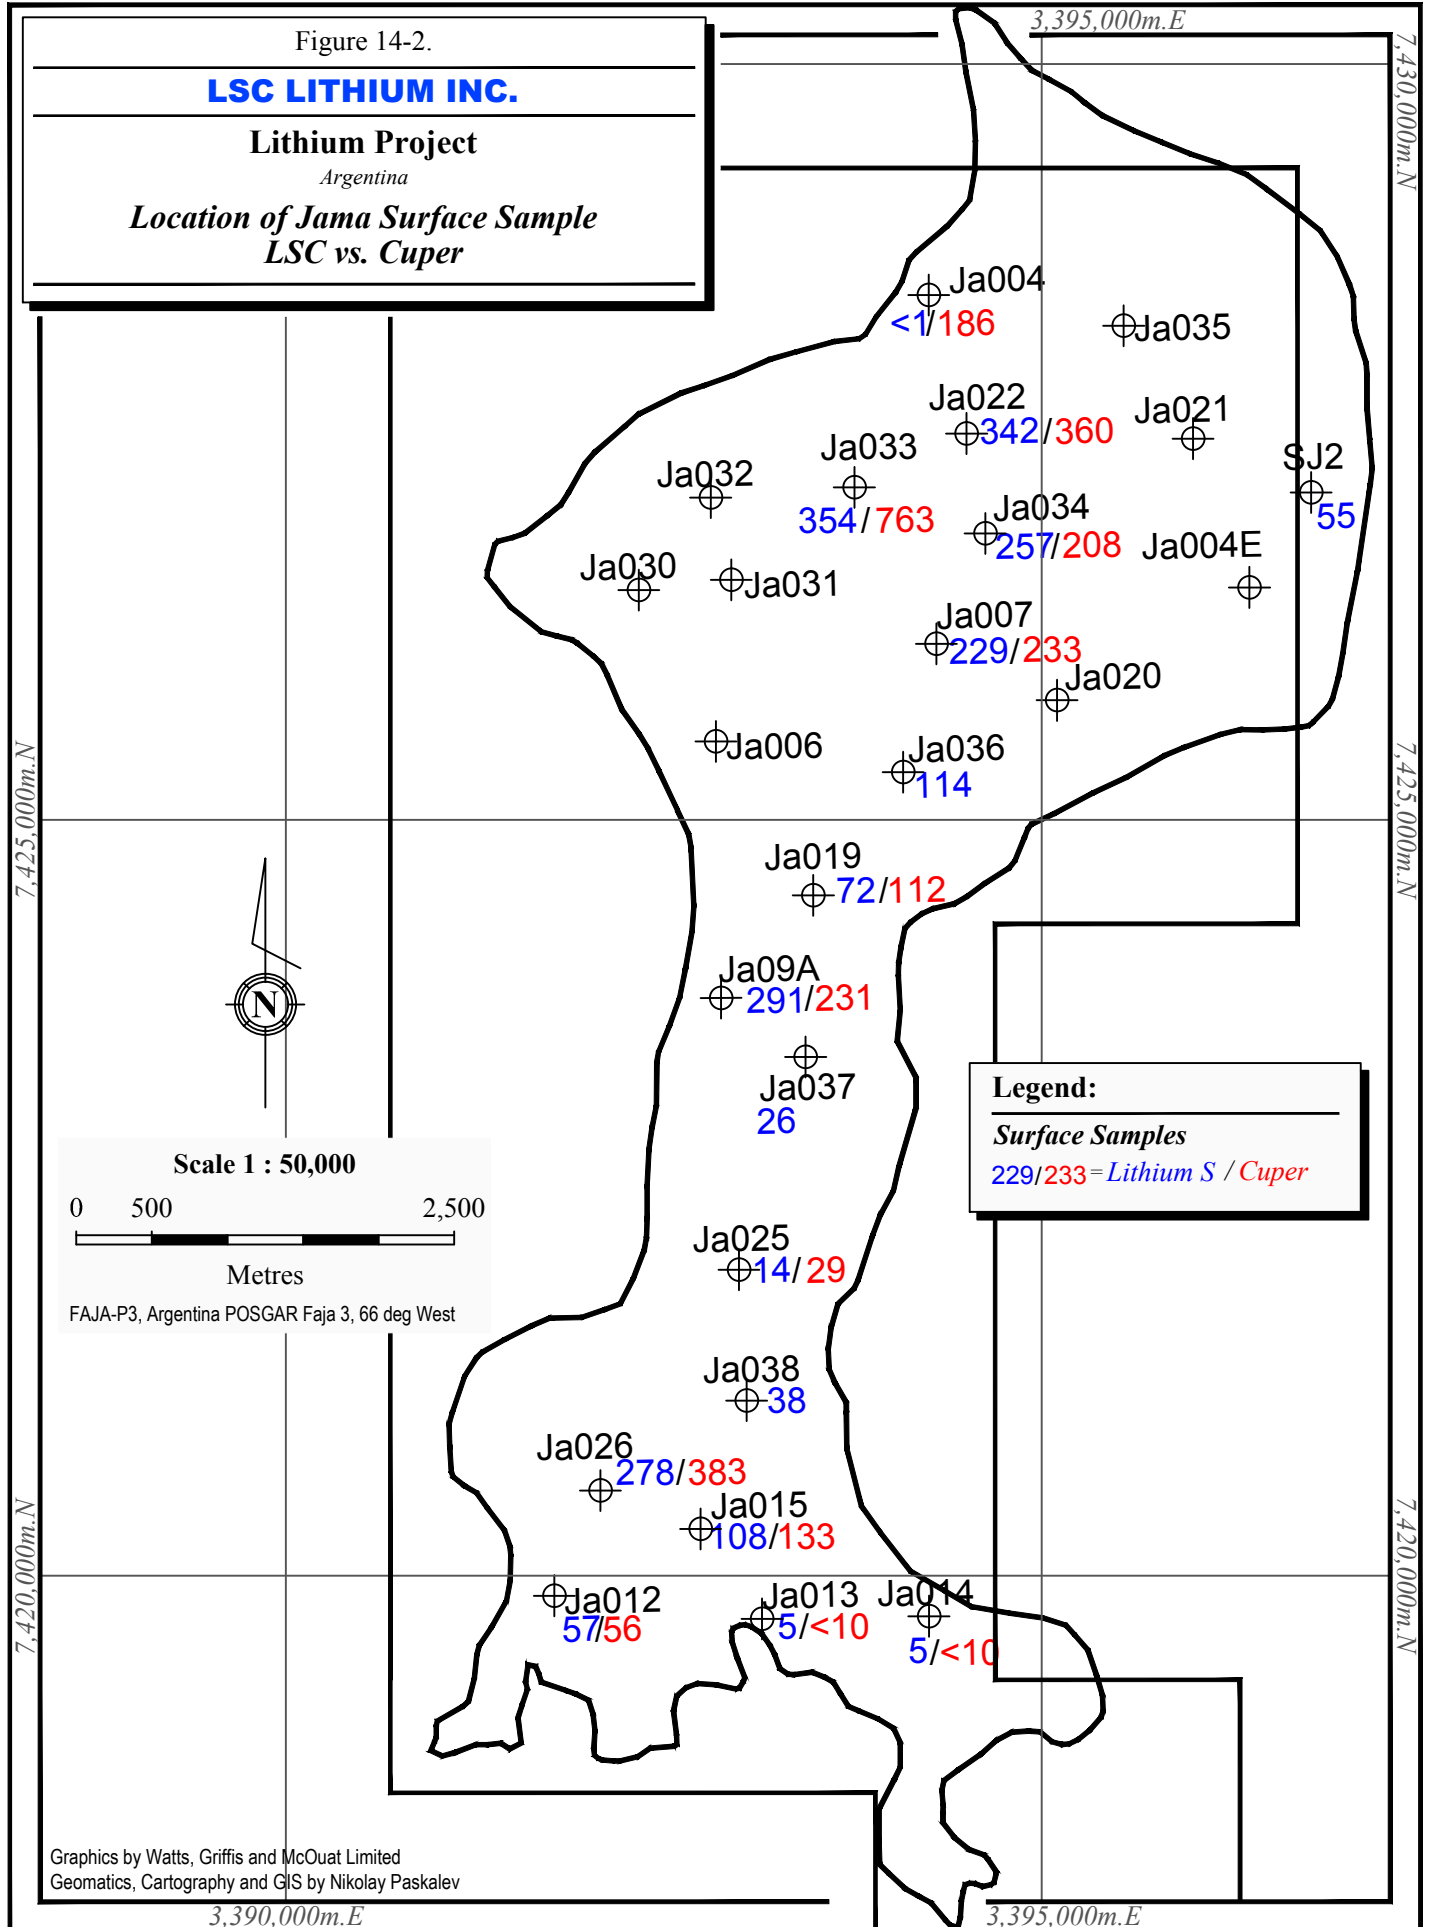 Figure 14-2.
LSC LITHIUM INC.
Lithium Project
Argentina
Location of Jama Surface Sample
LSC vs. Cuper
3,395,000m.E
7,430,000m.N
Ja004
<1/186
Ja035
Ja022
342/360
Ja021
Ja033
354/763
Ja032
SJ2
55
Ja034
257/208
Ja004E
Ja030
Ja031
Ja007
229/233
Ja020
Ja006
Ja036
114
7,425,000m.N
7,425,000m.N
Ja019
72/112
Ja09A
291/231
N
Ja037
26
Legend:
Surface Samples
229/233=Lithium S / Cuper
Scale 1 : 50,000
0 500 2,500
Metres
FAJA-P3, Argentina POSGAR Faja 3, 66 deg West
Ja025
14/29
Ja038
38
Ja026
278/383
Ja015
108/133
7,420,000m.N
7,420,000m.N
Ja012
57/56
Ja013
5/<10
Ja014
5/<10
Graphics by Watts, Griffis and McOuat Limited
Geomatics, Cartography and GIS by Nikolay Paskalev
3,390,000m.E
3,395,000m.E